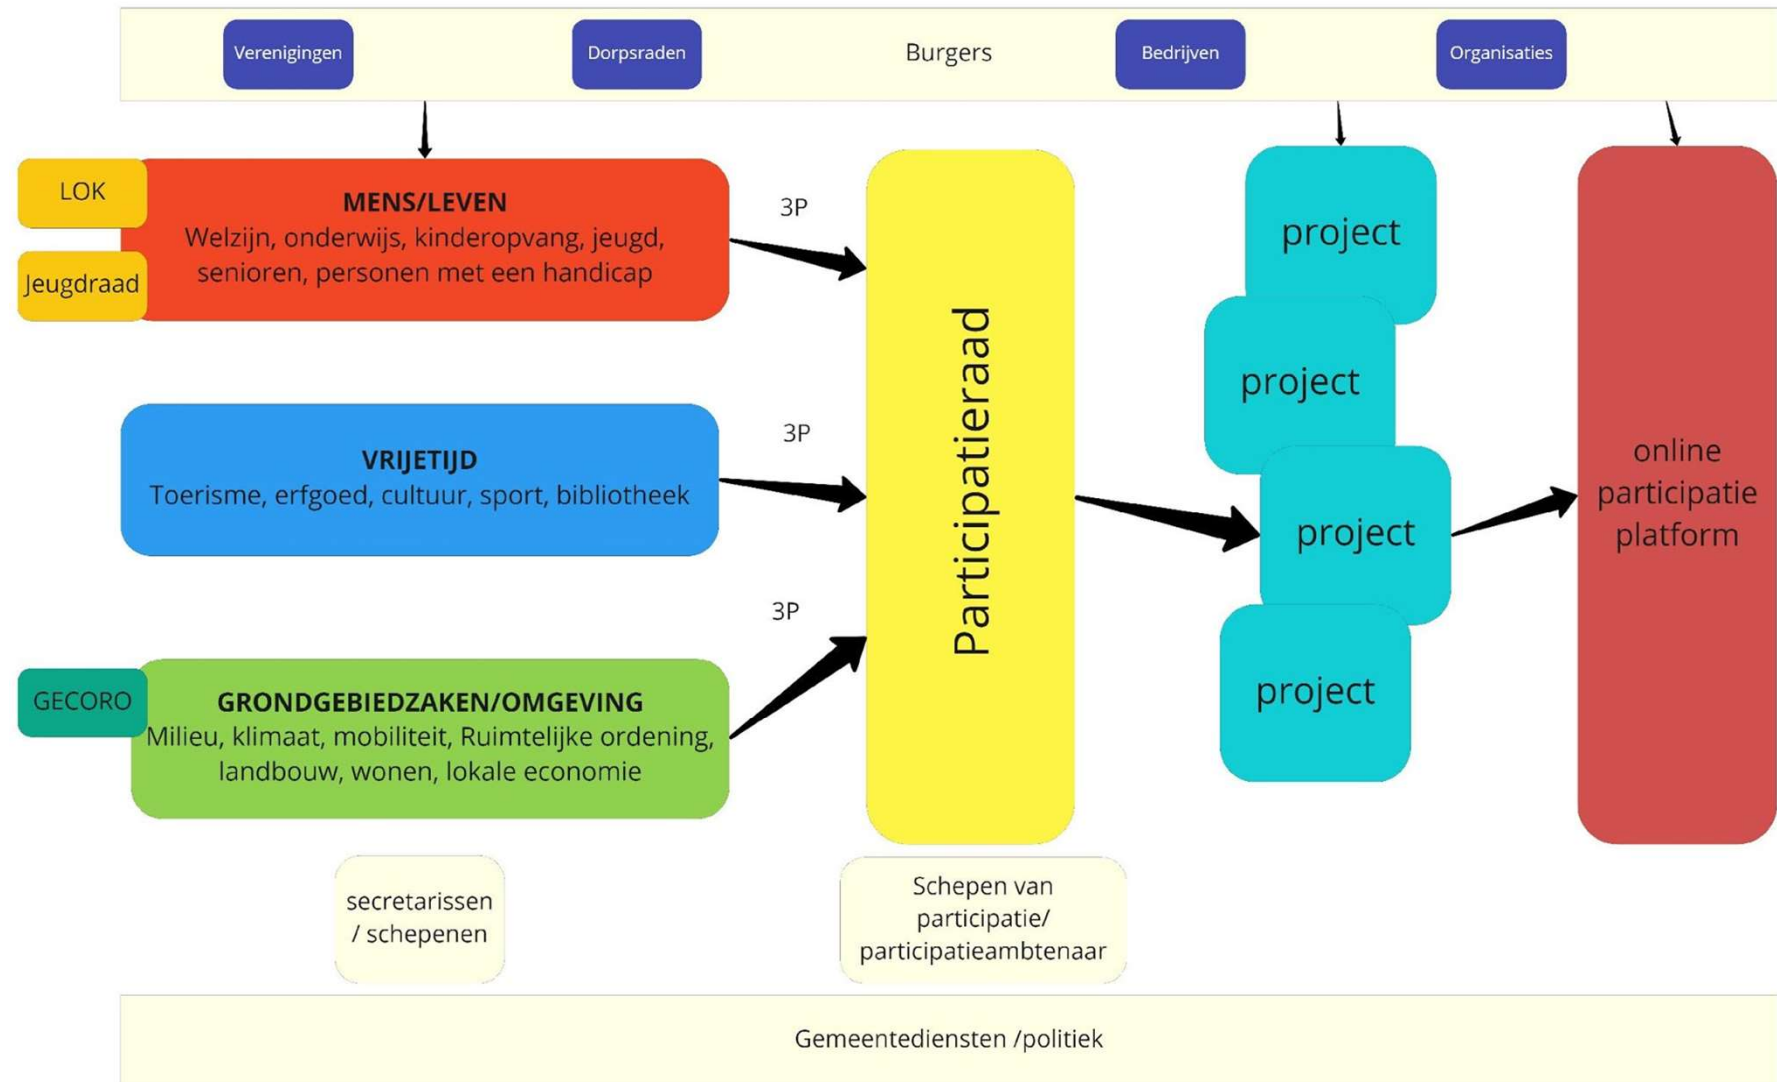 Verenigingen
Dorpsraden
Burgers
Bedrijven
Organisaties
LOK
Jeugdraad
MENS/LEVEN
Welzijn, onderwijs, kinderopvang, jeugd,
senioren, personen met een handicap
3P
VRIJETIJD
Toerisme, erfgoed, cultuur, sport, bibliotheek
3P
GECORO
GRONDGEBIEDZAKEN/OMGEVING
Milieu, klimaat, mobiliteit, Ruimtelijke ordening,
landbouw, wonen, lokale economie
3P
Participatieraad
project
project
project
project
online
participatie
platform
secretarissen
/ schepenen
Schepen van
participatie/
participatieambtenaar
Gemeentediensten /politiek